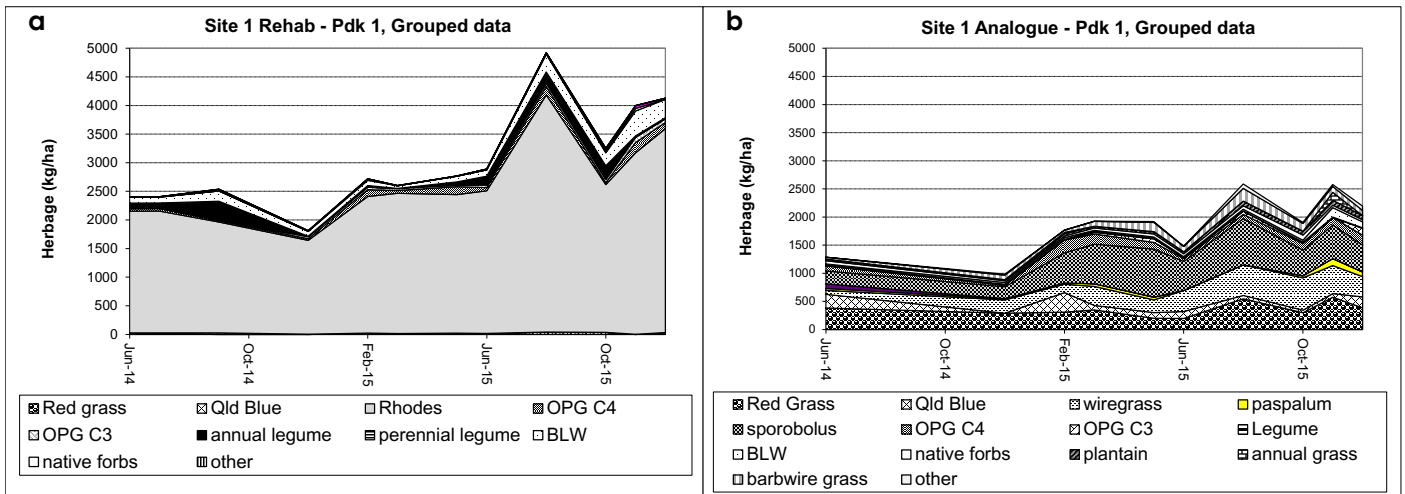 a
Site 1 Rehab - Pdk 1, Grouped data
Herbage (kg/ha)
5000
4500
4000
3500
3000
2500
2000
1500
1000
500
0
Jun-14
Oct-14
Feb-15
Jun-15
Oct-15
Red grass Qld Blue Rhodes OPG C4
OPG C3 annual legume perennial legume BLW
native forbs other
b
Site 1 Analogue - Pdk 1, Grouped data
Herbage (kg/ha)
5000
4500
4000
3500
3000
2500
2000
1500
1000
500
0
Jun-14
Oct-14
Feb-15
Jun-15
Oct-15
Red Grass Qld Blue wiregrass paspalum
sporobolus OPG C4 OPG C3 Legume
BLW native forbs plantain annual grass
barbwire grass other